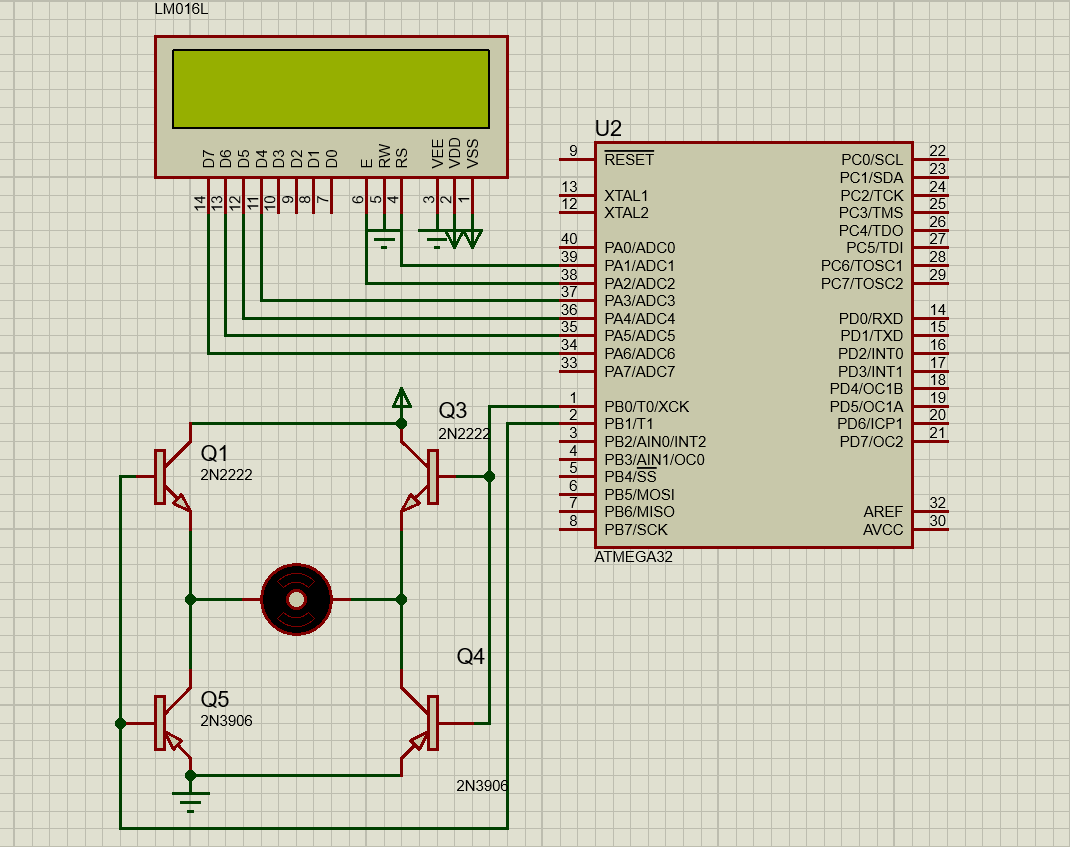 LM016L
D7 D6 D5 D4 D3 D2 D1 D0 E RW RS VEE VDD VSS
14 13 12 11 10 9 8 7 6 5 4 3 2 1
U2
9 RESET PC0/SCL 22
PC1/SDA 23
13 XTAL1 PC2/TCK 24
12 XTAL2 PC3/TMS 25
PC4/TDO 26
40 PA0/ADC0 PC5/TDI 27
39 PA1/ADC1 PC6/TOSC1 28
38 PA2/ADC2 PC7/TOSC2 29
37 PA3/ADC3
36 PA4/ADC4 PD0/RXD 14
35 PA5/ADC5 PD1/TXD 15
34 PA6/ADC6 PD2/INT0 16
33 PA7/ADC7 PD3/INT1 17
PD4/OC1B 18
1 PB0/T0/XCK PD5/OC1A 19
2 PB1/T1 PD6/ICP1 20
3 PB2/AIN0/INT2 PD7/OC2 21
4 PB3/AIN1/OC0
5 PB4/SS
6 PB5/MOSI
7 PB6/MISO AREF 32
8 PB7/SCK AVCC 30
ATMEGA32
Q3
2N2222
Q1
2N2222
Q4
2N3906
Q5
2N3906